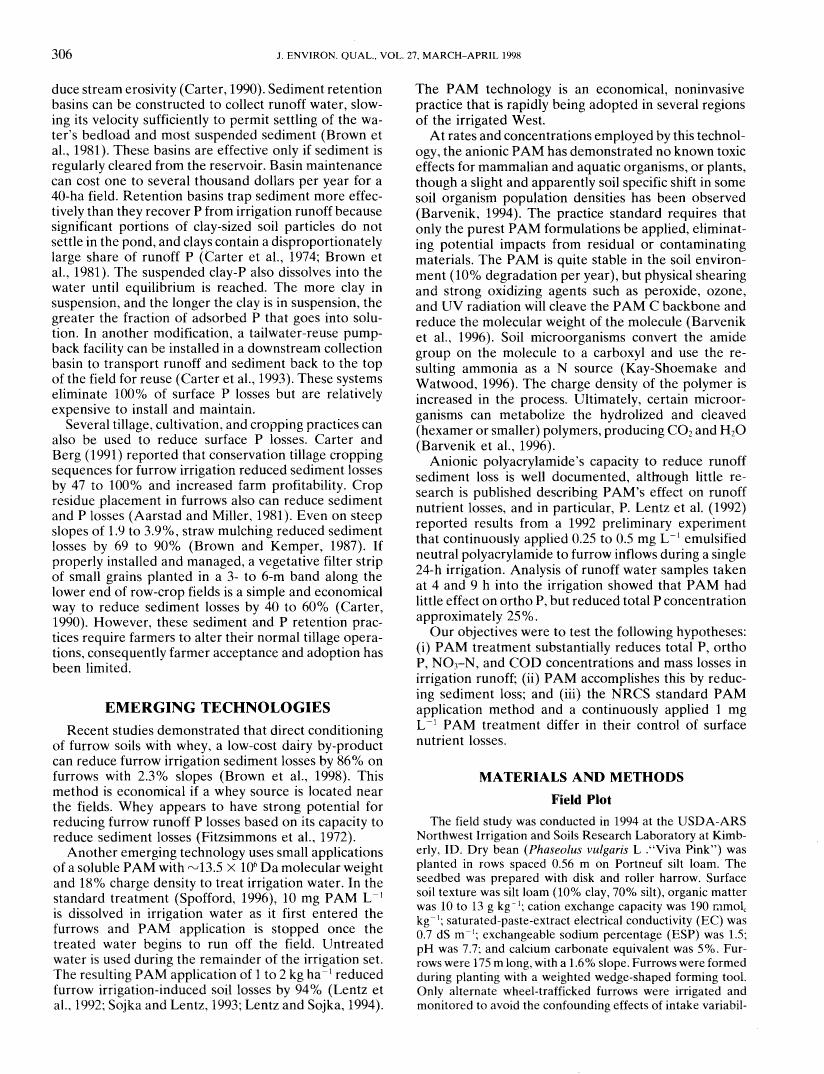 306
J. ENVIRON. QUAL., VOL. 27, MARCH–APRIL 1998
duce stream erosivity (Carter, 1990). Sediment retention
basins can be constructed to collect runoff water, slow-
ing its velocity sufficiently to permit settling of the wa-
ter's bedload and most suspended sediment (Brown et
al., 1981). These basins are effective only if sediment is
regularly cleared from the reservoir. Basin maintenance
can cost one to several thousand dollars per year for a
40-ha field. Retention basins trap sediment more effec-
tively than they recover P from irrigation runoff because
significant portions of clay-sized soil particles do not
settle in the pond, and clays contain a disproportionately
large share of runoff P (Carter et al., 1974; Brown et
al., 1981). The suspended clay-P also dissolves into the
water until equilibrium is reached. The more clay in
suspension, and the longer the clay is in suspension, the
greater the fraction of adsorbed P that goes into solu-
tion. In another modification, a tailwater-reuse pump-
back facility can be installed in a downstream collection
basin to transport runoff and sediment back to the top
of the field for reuse (Carter et al., 1993). These systems
eliminate 100% of surface P losses but are relatively
expensive to install and maintain.
Several tillage, cultivation, and cropping practices can
also be used to reduce surface P losses. Carter and
Berg (1991) reported that conservation tillage cropping
sequences for furrow irrigation reduced sediment losses
by 47 to 100% and increased farm profitability. Crop
residue placement in furrows also can reduce sediment
and P losses (Aarstad and Miller, 1981). Even on steep
slopes of 1.9 to 3.9%, straw mulching reduced sediment
losses by 69 to 90% (Brown and Kemper, 1987). If
properly installed and managed, a vegetative filter strip
of small grains planted in a 3- to 6-m band along the
lower end of row-crop fields is a simple and economical
way to reduce sediment losses by 40 to 60% (Carter,
1990). However, these sediment and P retention prac-
tices require farmers to alter their normal tillage opera-
tions, consequently farmer acceptance and adoption has
been limited.
EMERGING TECHNOLOGIES
Recent studies demonstrated that direct conditioning
of furrow soils with whey, a low-cost dairy by-product
can reduce furrow irrigation sediment losses by 86% on
furrows with 2.3% slopes (Brown et al., 1998). This
method is economical if a whey source is located near
the fields. Whey appears to have strong potential for
reducing furrow runoff P losses based on its capacity to
reduce sediment losses (Fitzsimmons et al., 1972).
Another emerging technology uses small applications
of a soluble PAM with ~13.5 × 10⁶ Da molecular weight
and 18% charge density to treat irrigation water. In the
standard treatment (Spofford, 1996), 10 mg PAM L⁻¹
is dissolved in irrigation water as it first entered the
furrows and PAM application is stopped once the
treated water begins to run off the field. Untreated
water is used during the remainder of the irrigation set.
The resulting PAM application of 1 to 2 kg ha⁻¹ reduced
furrow irrigation-induced soil losses by 94% (Lentz et
al., 1992; Sojka and Lentz, 1993; Lentz and Sojka, 1994).
The PAM technology is an economical, noninvasive
practice that is rapidly being adopted in several regions
of the irrigated West.
At rates and concentrations employed by this technol-
ogy, the anionic PAM has demonstrated no known toxic
effects for mammalian and aquatic organisms, or plants,
though a slight and apparently soil specific shift in some
soil organism population densities has been observed
(Barvenik, 1994). The practice standard requires that
only the purest PAM formulations be applied, eliminat-
ing potential impacts from residual or contaminating
materials. The PAM is quite stable in the soil environ-
ment (10% degradation per year), but physical shearing
and strong oxidizing agents such as peroxide, ozone,
and UV radiation will cleave the PAM C backbone and
reduce the molecular weight of the molecule (Barvenik
et al., 1996). Soil microorganisms convert the amide
group on the molecule to a carboxyl and use the re-
sulting ammonia as a N source (Kay-Shoemake and
Watwood, 1996). The charge density of the polymer is
increased in the process. Ultimately, certain microor-
ganisms can metabolize the hydrolized and cleaved
(hexamer or smaller) polymers, producing CO₂ and H₂O
(Barvenik et al., 1996).
Anionic polyacrylamide's capacity to reduce runoff
sediment loss is well documented, although little re-
search is published describing PAM's effect on runoff
nutrient losses, and in particular, P. Lentz et al. (1992)
reported results from a 1992 preliminary experiment
that continuously applied 0.25 to 0.5 mg L⁻¹ emulsified
neutral polyacrylamide to furrow inflows during a single
24-h irrigation. Analysis of runoff water samples taken
at 4 and 9 h into the irrigation showed that PAM had
little effect on ortho P, but reduced total P concentration
approximately 25%.
Our objectives were to test the following hypotheses:
(i) PAM treatment substantially reduces total P, ortho
P, NO₃–N, and COD concentrations and mass losses in
irrigation runoff; (ii) PAM accomplishes this by reduc-
ing sediment loss; and (iii) the NRCS standard PAM
application method and a continuously applied 1 mg
L⁻¹ PAM treatment differ in their control of surface
nutrient losses.
MATERIALS AND METHODS
Field Plot
The field study was conducted in 1994 at the USDA-ARS
Northwest Irrigation and Soils Research Laboratory at Kimb-
erly, ID. Dry bean (Phaseolus vulgaris L ."Viva Pink") was
planted in rows spaced 0.56 m on Portneuf silt loam. The
seedbed was prepared with disk and roller harrow. Surface
soil texture was silt loam (10% clay, 70% silt), organic matter
was 10 to 13 g kg⁻¹; cation exchange capacity was 190 mmol꜀
kg⁻¹; saturated-paste-extract electrical conductivity (EC) was
0.7 dS m⁻¹; exchangeable sodium percentage (ESP) was 1.5;
pH was 7.7; and calcium carbonate equivalent was 5%. Fur-
rows were 175 m long, with a 1.6% slope. Furrows were formed
during planting with a weighted wedge-shaped forming tool.
Only alternate wheel-trafficked furrows were irrigated and
monitored to avoid the confounding effects of intake variabil-